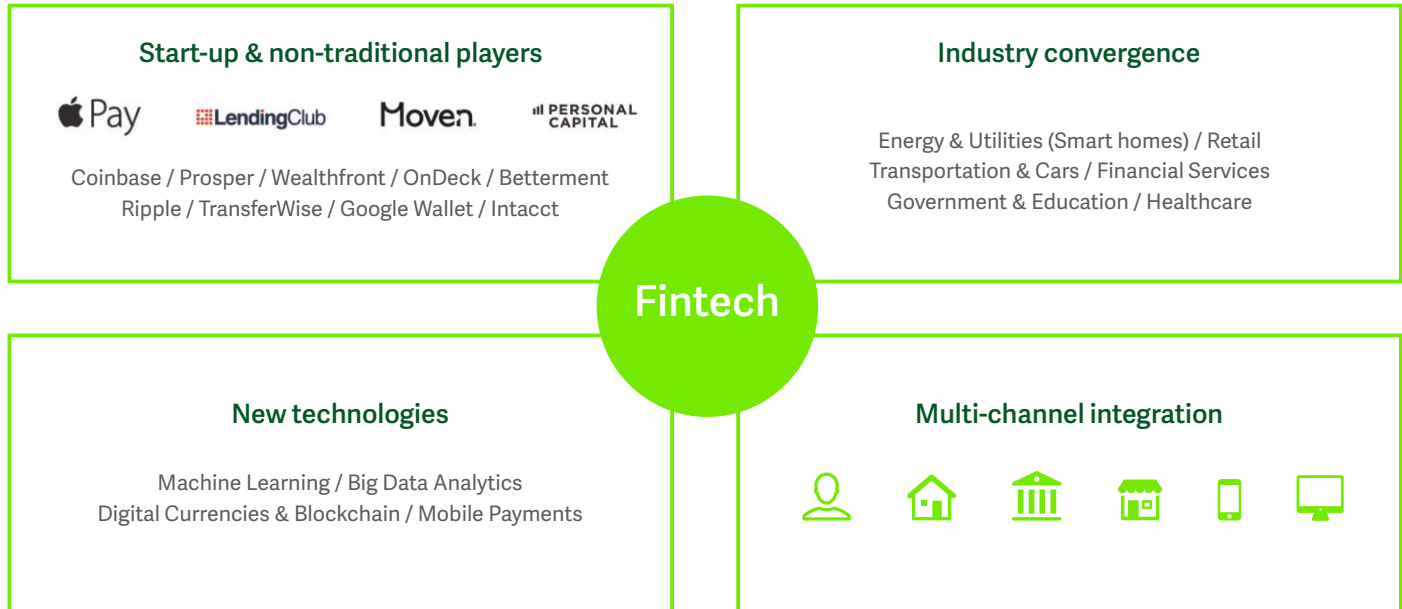 Start-up & non-traditional players
Pay
LendingClub
Moven
PERSONAL
CAPITAL
Coinbase / Prosper / Wealthfront / OnDeck / Betterment
Ripple / TransferWise / Google Wallet / Intacct
Industry convergence
Energy & Utilities (Smart homes) / Retail
Transportation & Cars / Financial Services
Government & Education / Healthcare
Fintech
New technologies
Machine Learning / Big Data Analytics
Digital Currencies & Blockchain / Mobile Payments
Multi-channel integration